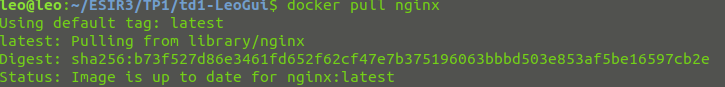 leo@leo:~/ESIR3/TP1/td1-LeoGui$ docker pull nginx
Using default tag: latest
latest: Pulling from library/nginx
Digest: sha256:b73f527d86e3461fd652f62cf47e7b375196063bbbd503e853af5be16597cb2e
Status: Image is up to date for nginx:latest